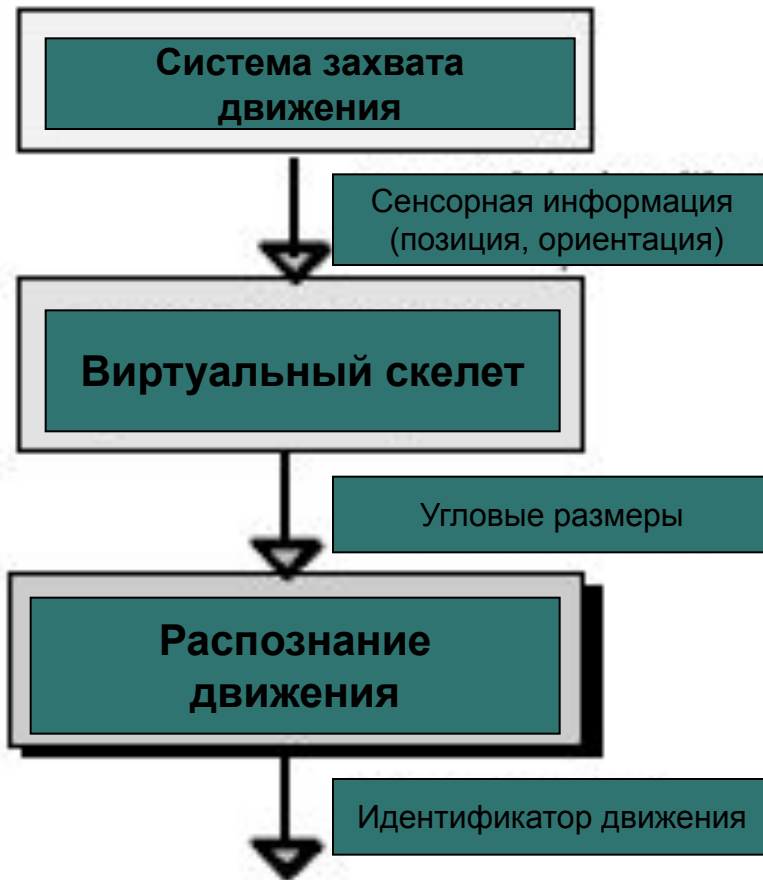 Система захвата
движения
Сенсорная информация
(позиция, ориентация)
Виртуальный скелет
Угловые размеры
Распознание
движения
Идентификатор движения